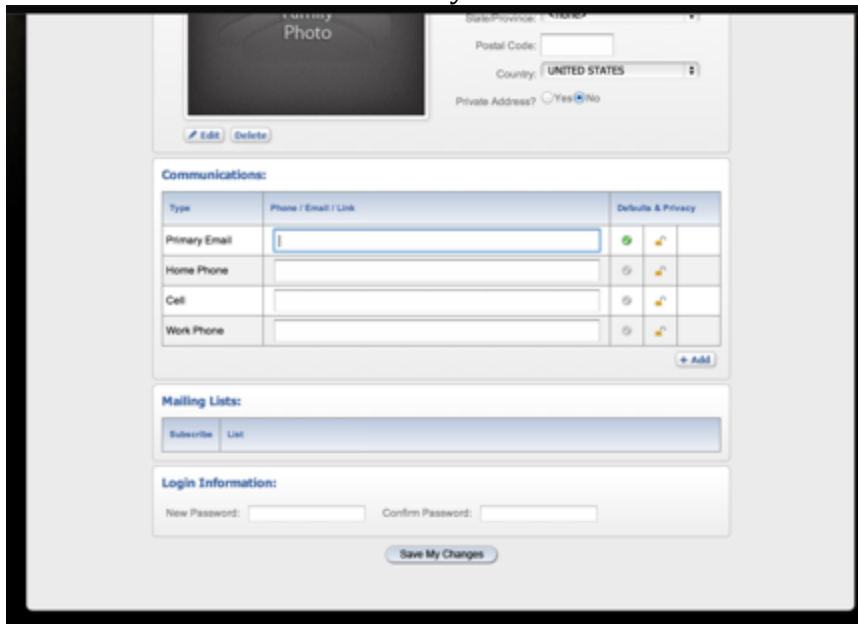 Family
Photo
State/Province: <none>
Postal Code:
Country: UNITED STATES
Private Address? Yes No
Edit Delete
Communications:
Type Phone / Email / Link Defaults & Privacy
Primary Email
Home Phone
Cell
Work Phone
+ Add
Mailing Lists:
Subscribe List
Login Information:
New Password: Confirm Password:
Save My Changes